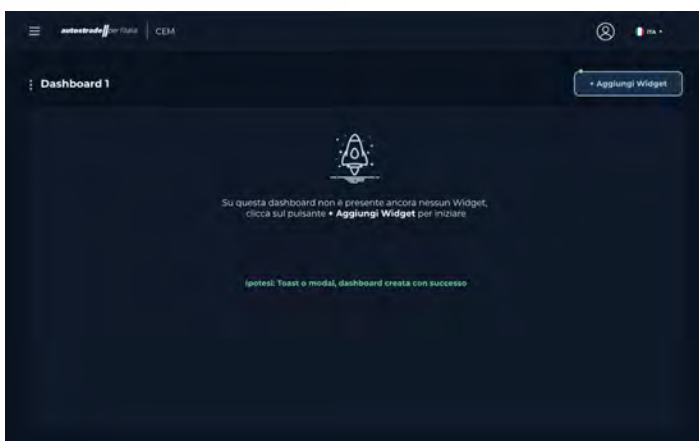 autostrade//per l'italia CEM
ITA
Dashboard 1
+ Aggiungi Widget
Su questa dashboard non è presente ancora nessun Widget,
clicca sul pulsante + Aggiungi Widget per iniziare
Ipotesi: Toast o modal, dashboard creata con successo